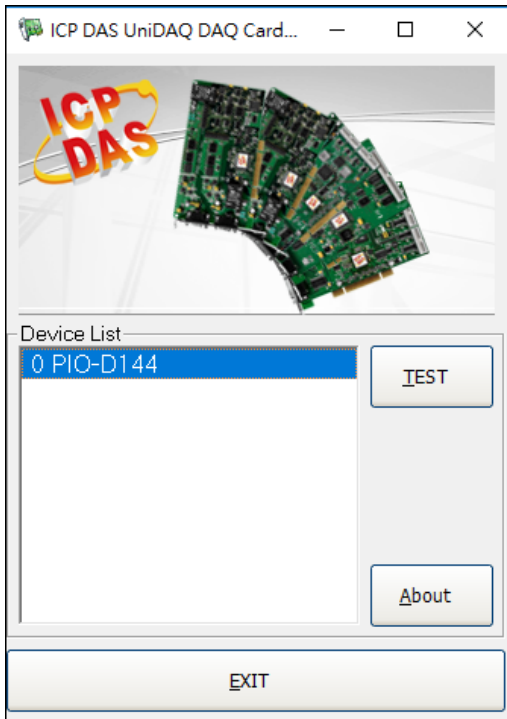 ICP DAS UniDAQ DAQ Card...
ICP
DAS
Device List
0 PIO-D144
TEST
About
EXIT